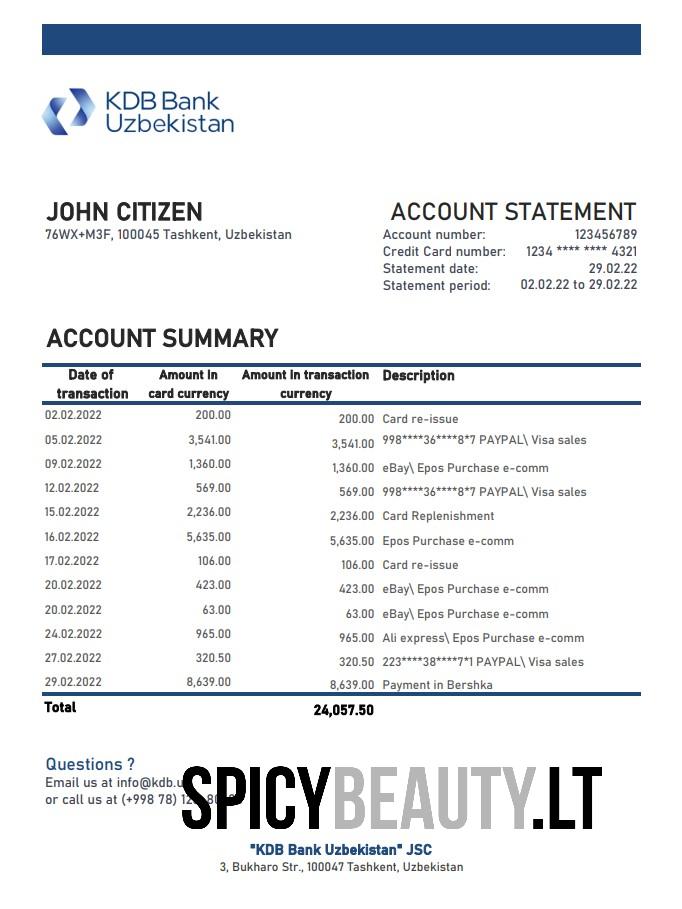 KDB Bank
Uzbekistan
JOHN CITIZEN
76WX+M3F, 100045 Tashkent, Uzbekistan
ACCOUNT STATEMENT
Account number: 123456789
Credit Card number: 1234 **** **** 4321
Statement date: 29.02.22
Statement period: 02.02.22 to 29.02.22
ACCOUNT SUMMARY
Date of transaction Amount in card currency Amount in transaction currency Description
02.02.2022 200.00 200.00 Card re-issue
05.02.2022 3,541.00 3,541.00 998****36****8*7 PAYPAL\ Visa sales
09.02.2022 1,360.00 1,360.00 eBay\ Epos Purchase e-comm
12.02.2022 569.00 569.00 998****36****8*7 PAYPAL\ Visa sales
15.02.2022 2,236.00 2,236.00 Card Replenishment
16.02.2022 5,635.00 5,635.00 Epos Purchase e-comm
17.02.2022 106.00 106.00 Card re-issue
20.02.2022 423.00 423.00 eBay\ Epos Purchase e-comm
20.02.2022 63.00 63.00 eBay\ Epos Purchase e-comm
24.02.2022 965.00 965.00 Ali express\ Epos Purchase e-comm
27.02.2022 320.50 320.50 223****38****7*1 PAYPAL\ Visa sales
29.02.2022 8,639.00 8,639.00 Payment in Bershka
Total 24,057.50
Questions ?
Email us at info@kdb.u
or call us at (+998 78)
SPICYBEAUTY.LT
"KDB Bank Uzbekistan" JSC
3, Bukharo Str., 100047 Tashkent, Uzbekistan